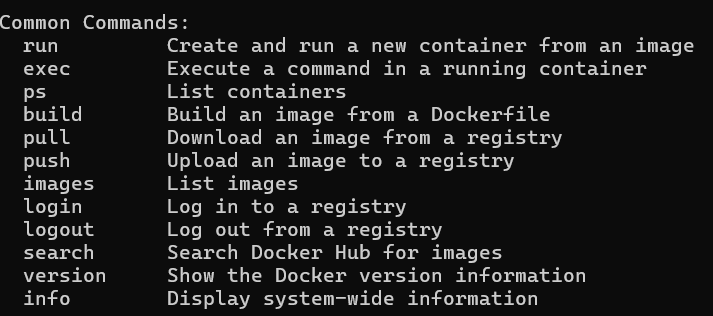 Common Commands:
  run         Create and run a new container from an image
  exec        Execute a command in a running container
  ps          List containers
  build       Build an image from a Dockerfile
  pull        Download an image from a registry
  push        Upload an image to a registry
  images      List images
  login       Log in to a registry
  logout      Log out from a registry
  search      Search Docker Hub for images
  version     Show the Docker version information
  info        Display system-wide information